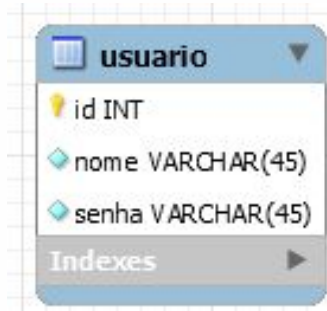 usuario
id INT
nome VARCHAR(45)
senha VARCHAR(45)
Indexes